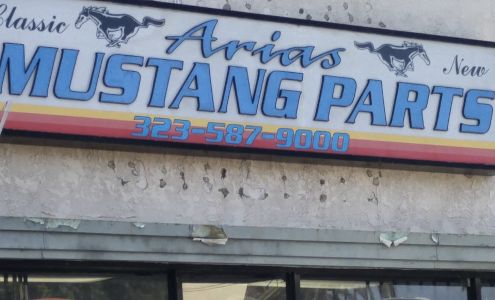 Classic Arias New
MUSTANG PARTS
323-587-9000